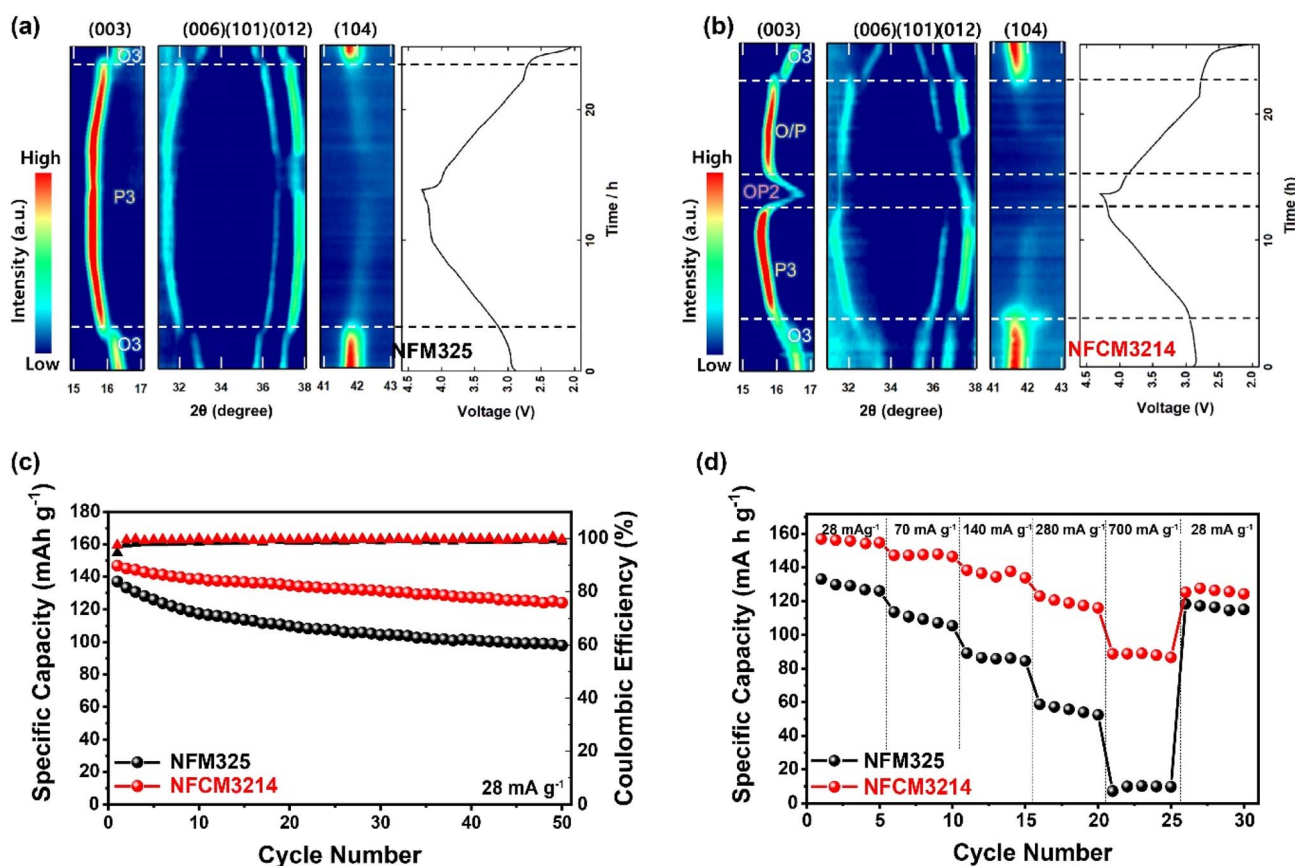 (a)
(003) (006)(101)(012) (104)
High
Intensity (a.u.)
Low
O3
P3
O3
15 16 17
32 34 36 38
41 42 43
2θ (degree)
NFM325
4.5 4.0 3.5 3.0 2.5 2.0
Voltage (V)
20
10
0
Time / h
(b)
(003) (006)(101)(012) (104)
High
Intensity (a.u.)
Low
O3
O/P
OP2
P3
O3
15 16 17
32 34 36 38
41 42 43
2θ (degree)
NFCM3214
4.5 4.0 3.5 3.0 2.5 2.0
Voltage (V)
20
10
0
Time (h)
(c)
Specific Capacity (mAh g⁻¹)
180
160
140
120
100
80
60
40
20
0
100
80
60
40
20
0
Coulombic Efficiency (%)
NFM325
NFCM3214
28 mA g⁻¹
0 10 20 30 40 50
Cycle Number
(d)
Specific Capacity (mA h g⁻¹)
160
140
120
100
80
60
40
20
0
28 mAg⁻¹ 70 mA g⁻¹ 140 mA g⁻¹ 280 mA g⁻¹ 700 mA g⁻¹ 28 mA g⁻¹
NFM325
NFCM3214
0 5 10 15 20 25 30
Cycle Number